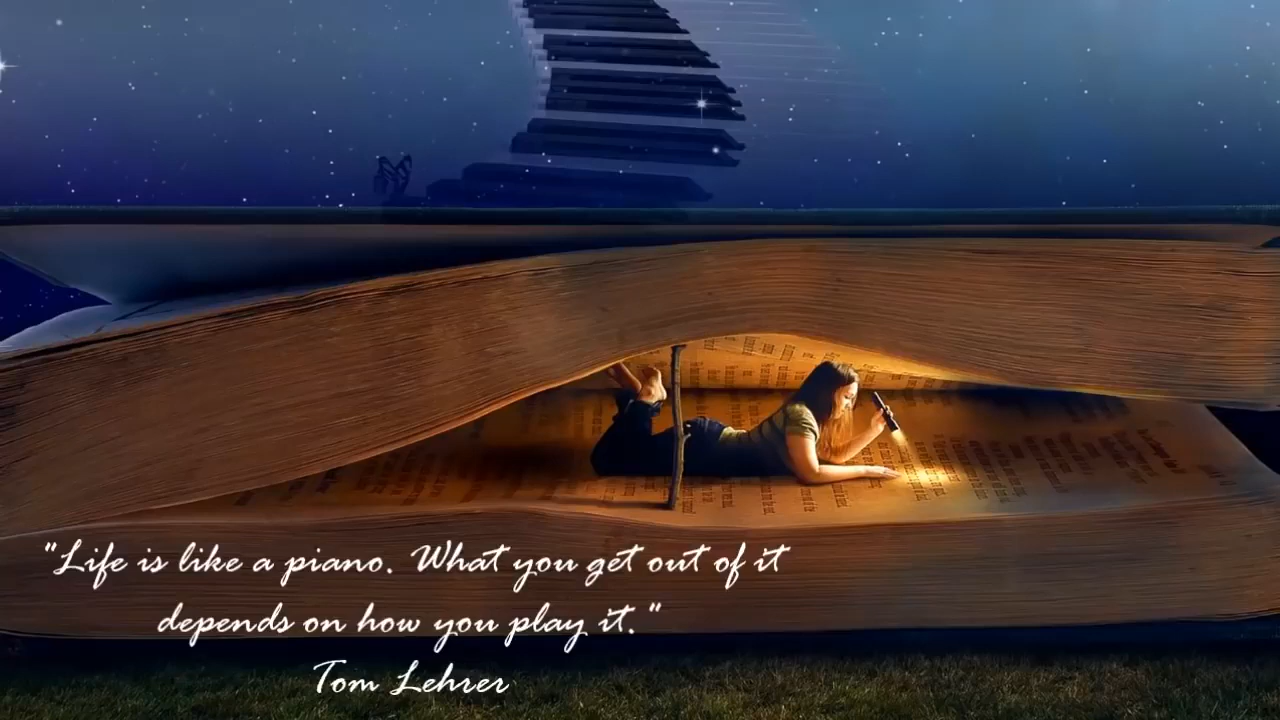 "Life is like a piano. What you get out of it
depends on how you play it."
Tom Lehrer